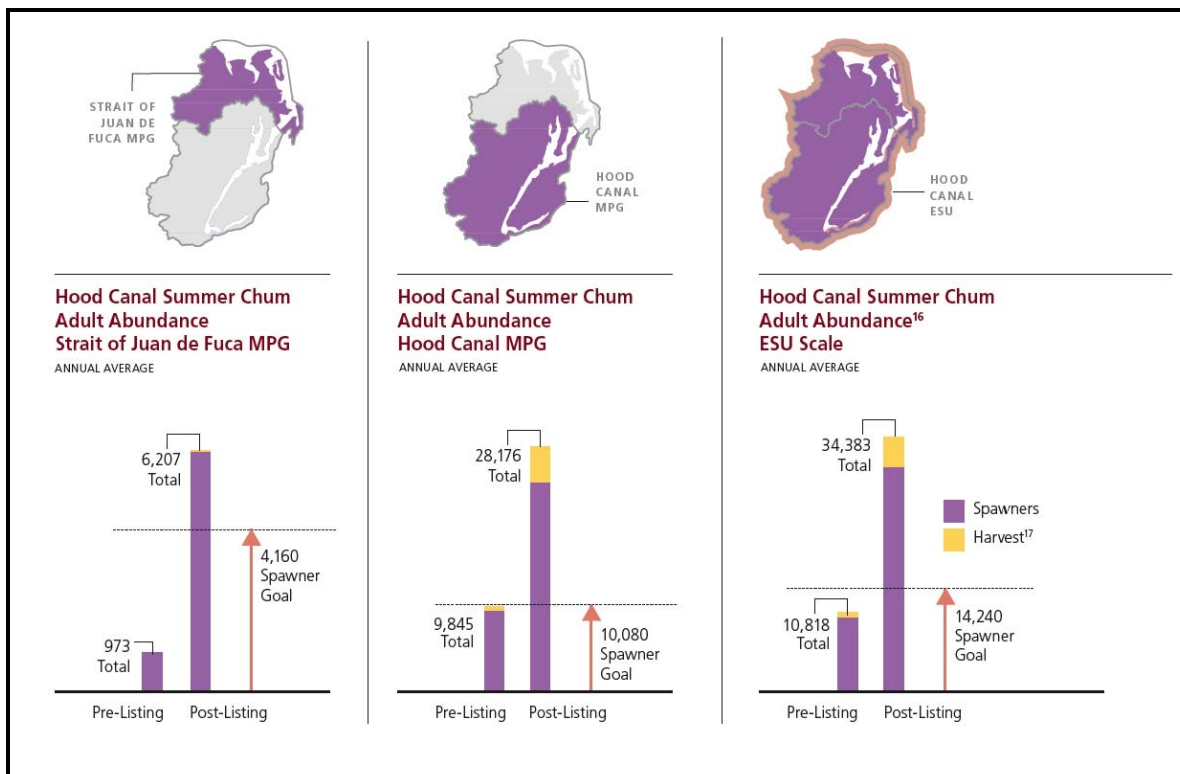 STRAIT OF
JUAN DE
FUCA MPG
Hood Canal Summer Chum
Adult Abundance
Strait of Juan de Fuca MPG
ANNUAL AVERAGE
6,207
Total
4,160
Spawner
Goal
973
Total
Pre-Listing
Post-Listing
HOOD
CANAL
MPG
Hood Canal Summer Chum
Adult Abundance
Hood Canal MPG
ANNUAL AVERAGE
28,176
Total
9,845
Total
10,080
Spawner
Goal
Pre-Listing
Post-Listing
HOOD
CANAL
ESU
Hood Canal Summer Chum
Adult Abundance¹⁶
ESU Scale
ANNUAL AVERAGE
34,383
Total
Spawners
Harvest¹⁷
10,818
Total
14,240
Spawner
Goal
Pre-Listing
Post-Listing